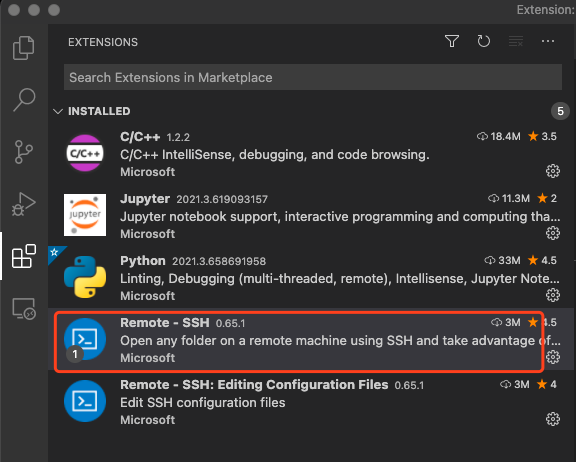 Extension:
EXTENSIONS
Search Extensions in Marketplace
INSTALLED 5
C/C++ 1.2.2 18.4M 3.5
C/C++ IntelliSense, debugging, and code browsing.
Microsoft
C/C++
Jupyter 2021.3.619093157 11.3M 2
Jupyter notebook support, interactive programming and computing tha...
Microsoft
jupyter
Python 2021.3.658691958 33M 4.5
Linting, Debugging (multi-threaded, remote), Intellisense, Jupyter Note...
Microsoft
Remote - SSH 0.65.1 3M 4.5
Open any folder on a remote machine using SSH and take advantage of...
1
Microsoft
Remote - SSH: Editing Configuration Files 0.65.1 3M 4
Edit SSH configuration files
Microsoft